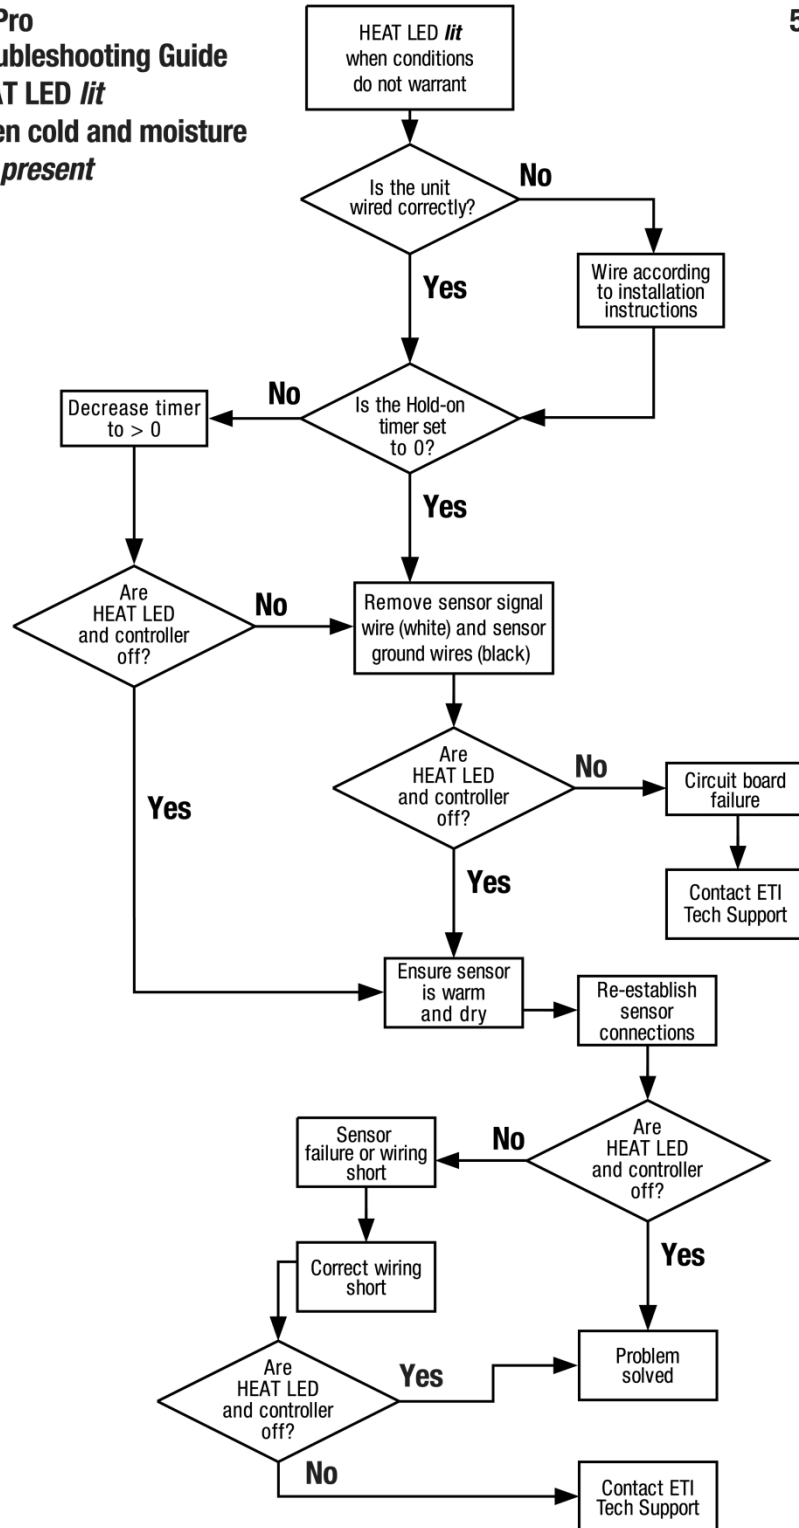 Pro
5
ubleshooting Guide
AT LED lit
en cold and moisture
present
HEAT LED lit
when conditions
do not warrant
Is the unit
wired correctly?
No
Yes
Wire according
to installation
instructions
Is the Hold-on
timer set
to 0?
No
Decrease timer
to > 0
Yes
Are
HEAT LED
and controller
off?
No
Remove sensor signal
wire (white) and sensor
ground wires (black)
Are
HEAT LED
and controller
off?
No
Circuit board
failure
Contact ETI
Tech Support
Yes
Yes
Ensure sensor
is warm
and dry
Re-establish
sensor
connections
Are
HEAT LED
and controller
off?
No
Sensor
failure or wiring
short
Yes
Correct wiring
short
Are
HEAT LED
and controller
off?
Yes
Problem
solved
No
Contact ETI
Tech Support